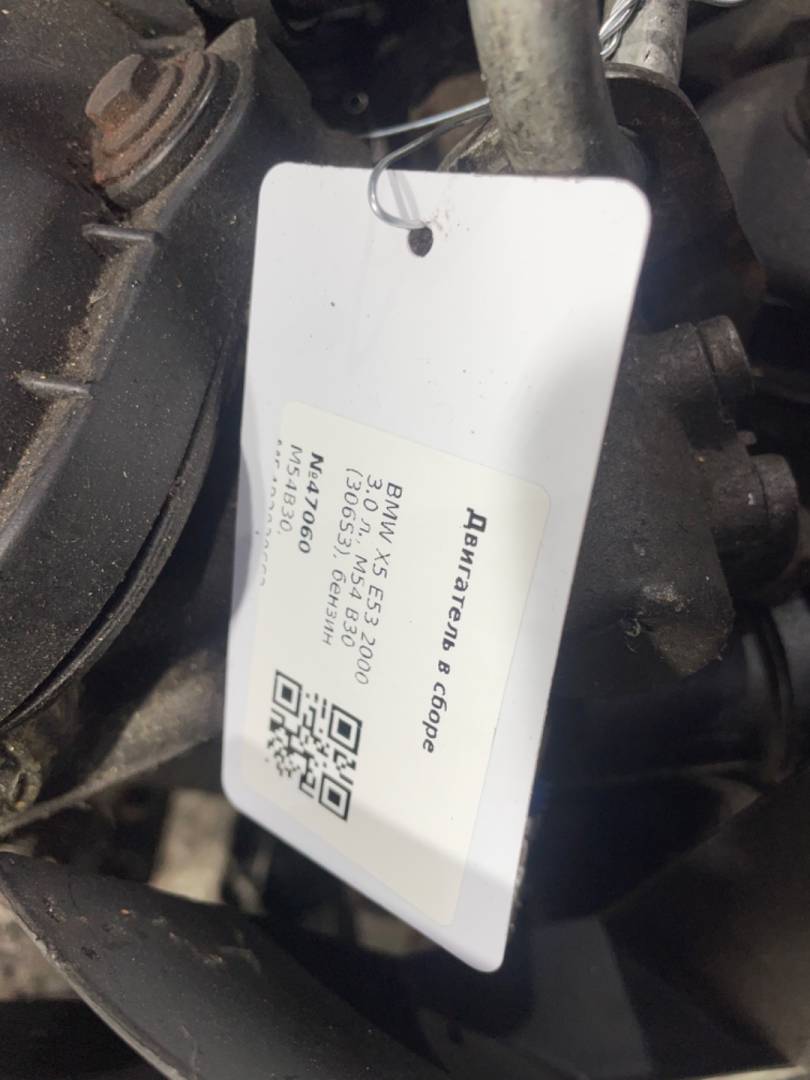 Двигатель в сборе
BMW X5 E53 2000
3.0 л., M54 B30
(306S3), бензин
№47060
M54B30,